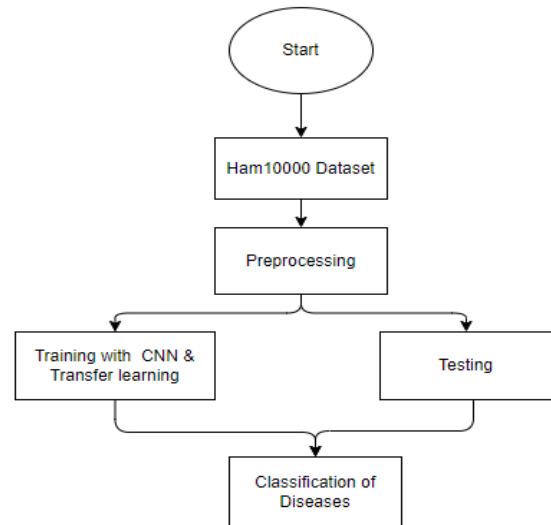 Start
Ham10000 Dataset
Preprocessing
Training with CNN &
Transfer learning
Testing
Classification of
Diseases